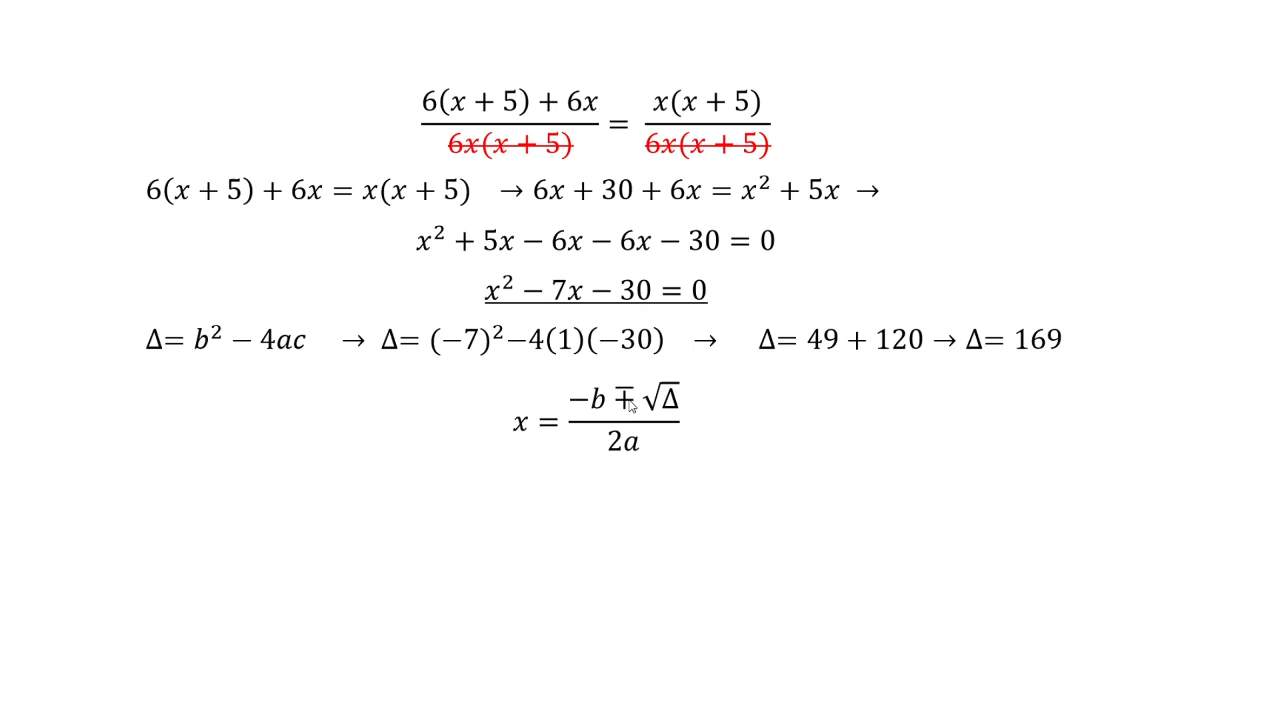 6(x + 5) + 6x / 6x(x + 5) = x(x + 5) / 6x(x + 5)
6(x + 5) + 6x = x(x + 5) → 6x + 30 + 6x = x² + 5x →
x² + 5x − 6x − 6x − 30 = 0
x² − 7x − 30 = 0
Δ= b² − 4ac → Δ= (−7)²−4(1)(−30) → Δ= 49 + 120 → Δ= 169
x = −b ∓ √Δ / 2a